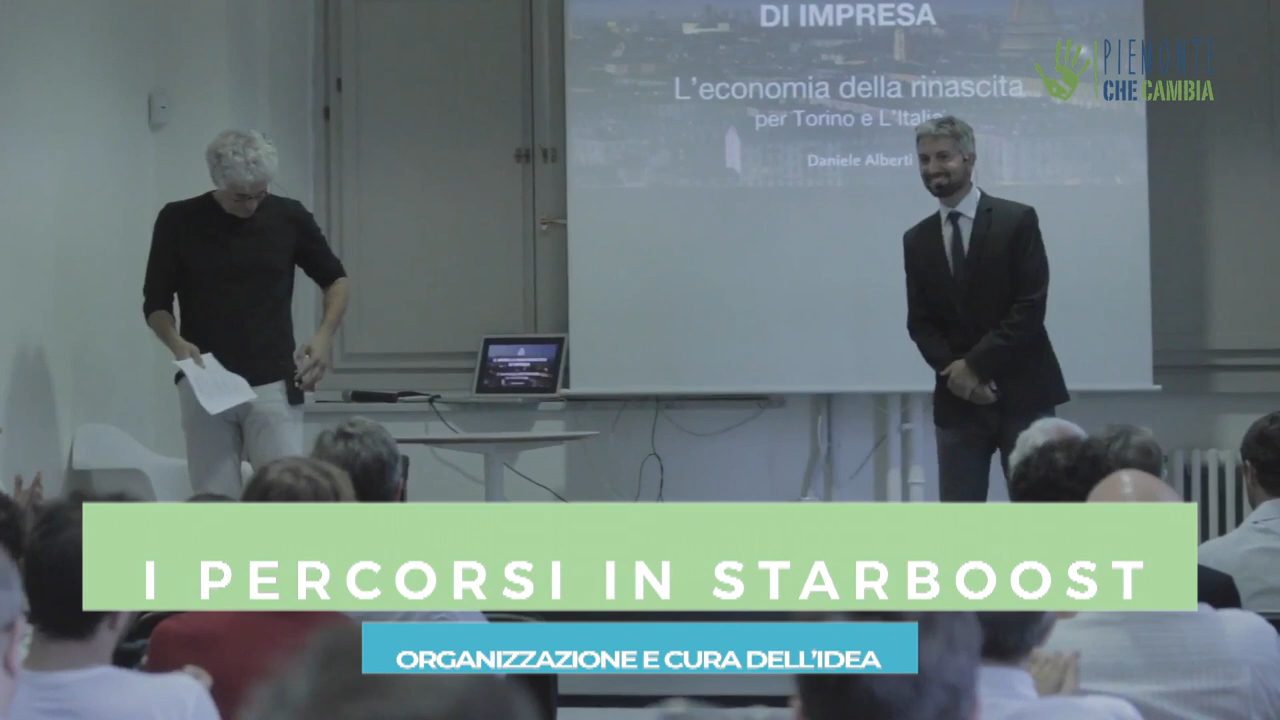 DI IMPRESA
L'economia della rinascita
per Torino e L'Italia
Daniele Alberti
PIEMONTE
CHE CAMBIA
I PERCORSI IN STARBOOST
ORGANIZZAZIONE E CURA DELL'IDEA